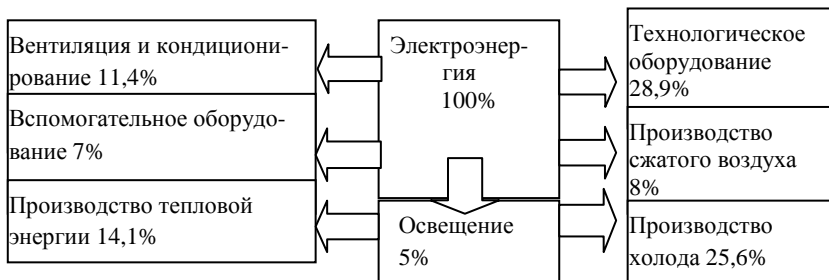 Вентиляция и кондициони-
рование 11,4%
Вспомогательное оборудо-
вание 7%
Производство тепловой
энергии 14,1%
Электроэнер-
гия
100%
Освещение
5%
Технологическое
оборудование
28,9%
Производство
сжатого воздуха
8%
Производство
холода 25,6%